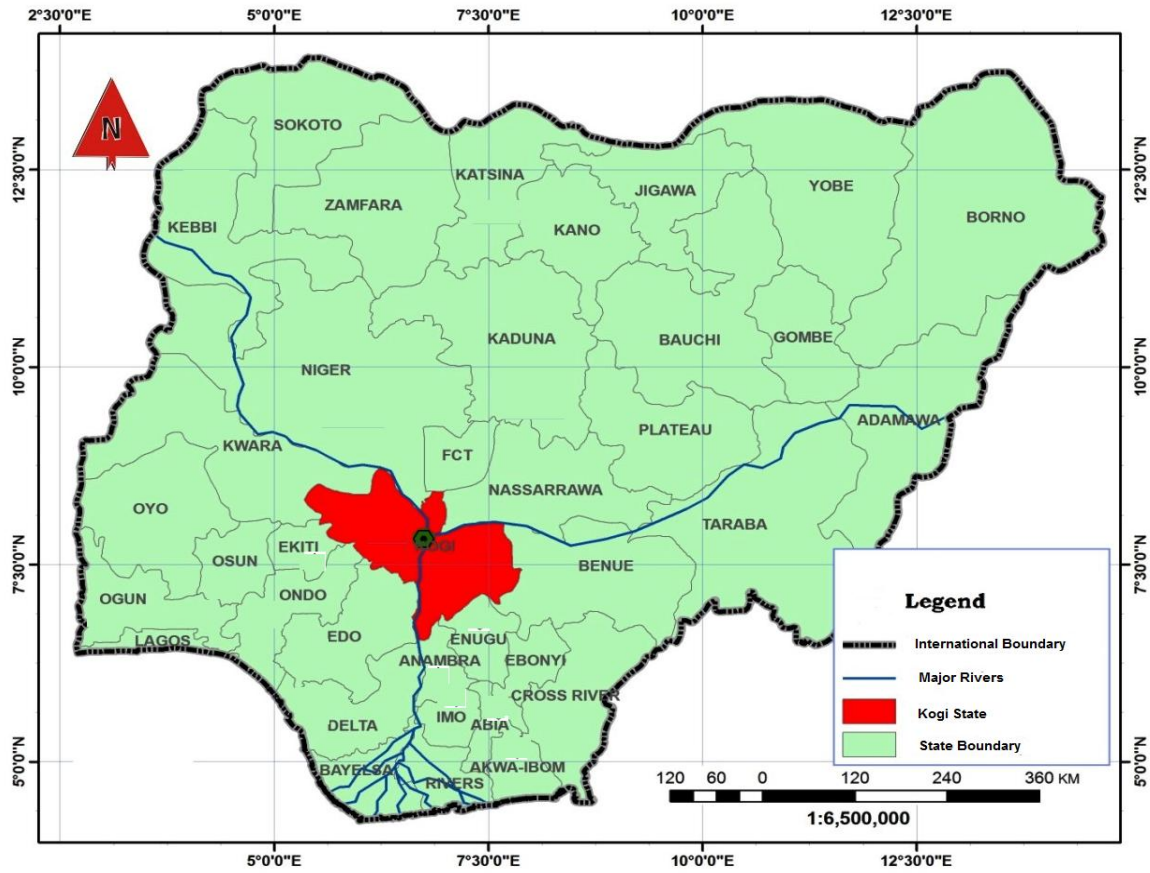 2°30'0"E 5°0'0"E 7°30'0"E 10°0'0"E 12°30'0"E
N
SOKOTO
KATSINA
JIGAWA
YOBE
12°30'0"N
12°30'0"N
ZAMFARA
BORNO
KEBBI
KANO
KADUNA
BAUCHI
GOMBE
10°0'0"N
10°0'0"N
NIGER
ADAMAWA
PLATEAU
KWARA
FCT
NASSARRAWA
OYO
TARABA
KOGI
EKITI
OSUN
BENUE
7°30'0"N
7°30'0"N
OGUN
ONDO
LAGOS
EDO
ENUGU
ANAMBRA
EBONYI
CROSS RIVER
IMO
ABIA
DELTA
BAYELSA
AKWA-IBOM
RIVERS
5°0'0"N
5°0'0"N
Legend
International Boundary
Major Rivers
Kogi State
State Boundary
120 60 0 120 240 360 KM
1:6,500,000
5°0'0"E 7°30'0"E 10°0'0"E 12°30'0"E